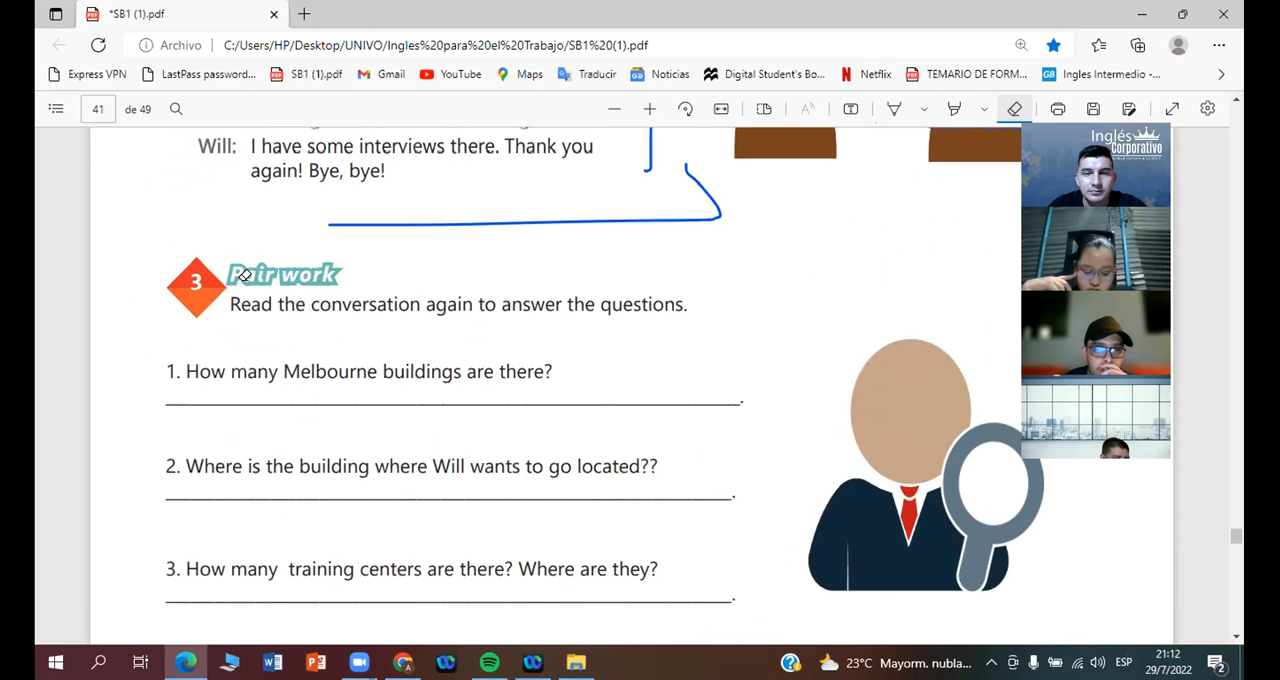 *SB1 (1).pdf
Archivo
C:/Users/HP/Desktop/UNIVO/Ingles%20para%20el%20Trabajo/SB1%20(1).pdf
Express VPN
LastPass password...
SB1 (1).pdf
Gmail
YouTube
Maps
Traducir
Noticias
Digital Student's Bo...
Netflix
TEMARIO DE FORM...
Ingles Intermedio -...
41
de 49
Will: I have some interviews there. Thank you
again! Bye, bye!
Inglés
Corporativo
3
Pair work
Read the conversation again to answer the questions.
1. How many Melbourne buildings are there?
2. Where is the building where Will wants to go located??
3. How many training centers are there? Where are they?
23°C Mayorm. nubla...
ESP
21:12
29/7/2022
2